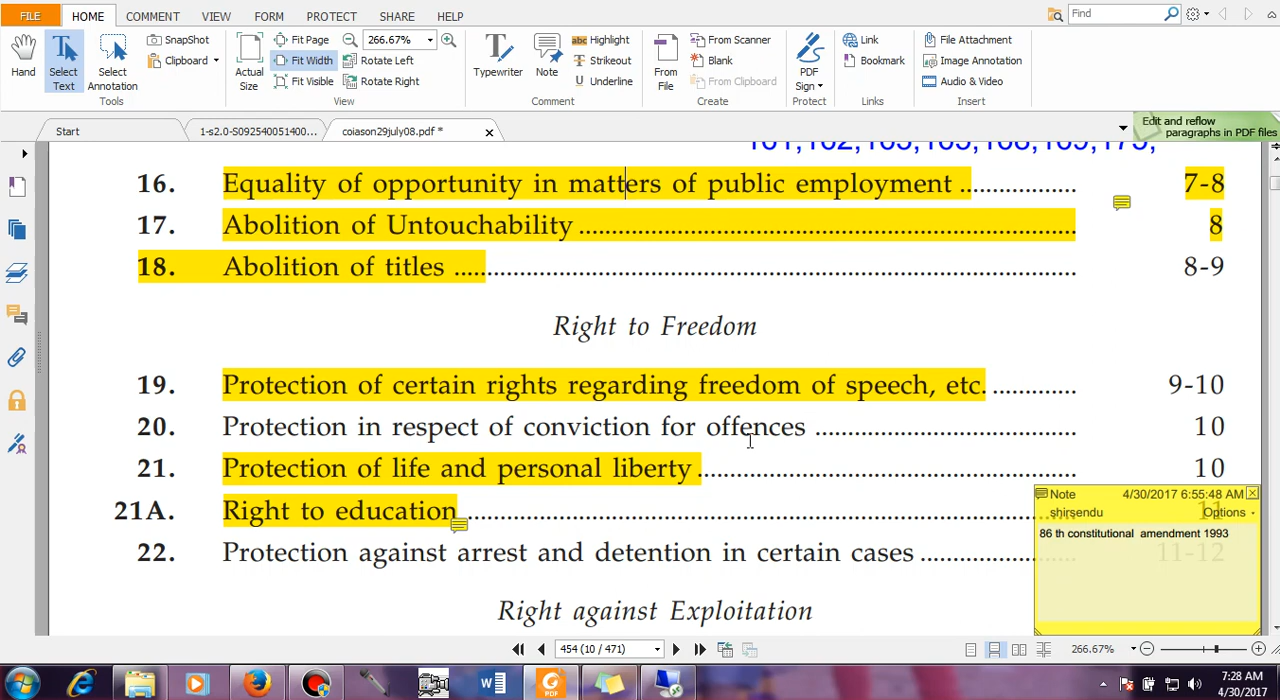 FILE HOME COMMENT VIEW FORM PROTECT SHARE HELP Find
Hand
Select Text
Select Annotation
SnapShot
Clipboard
Tools
Actual Size
Fit Page
Fit Width
Fit Visible
266.67%
Rotate Left
Rotate Right
View
Typewriter
Note
Highlight
Strikeout
Underline
Comment
From File
From Scanner
Blank
From Clipboard
Create
PDF Sign
Protect
Link
Bookmark
Links
File Attachment
Image Annotation
Audio & Video
Insert
Start 1-s2.0-S092540051400... coiason29july08.pdf *
Edit and reflow
paragraphs in PDF files
16. Equality of opportunity in matters of public employment .................. 7-8
17. Abolition of Untouchability ........................................................................... 8
18. Abolition of titles ............................................................................................ 8-9
Right to Freedom
19. Protection of certain rights regarding freedom of speech, etc. ............. 9-10
20. Protection in respect of conviction for offences ........................................ 10
21. Protection of life and personal liberty ......................................................... 10
21A. Right to education ........................................................................................ 11
22. Protection against arrest and detention in certain cases ........................ 11-12
Note 4/30/2017 6:55:48 AM
shirsendu Options
86 th constitutional amendment 1993
Right against Exploitation
454 (10 / 471) 266.67%
W PDF
7:28 AM
4/30/2017